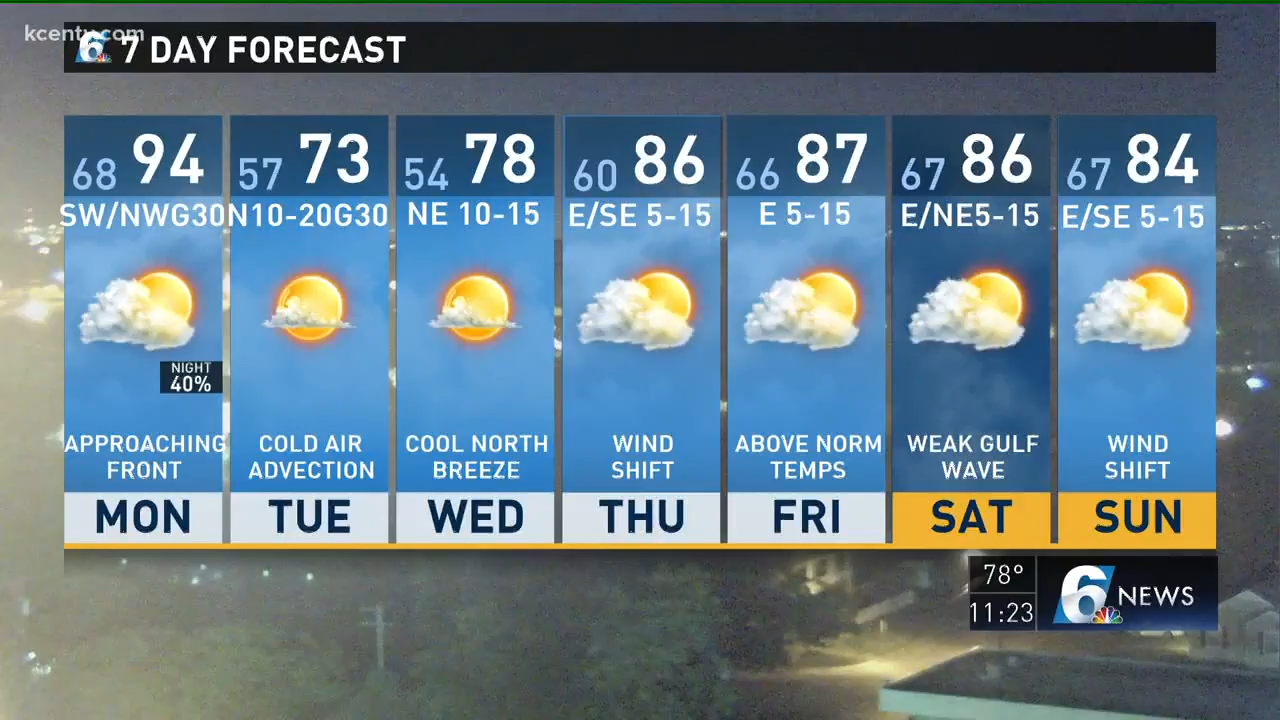 kcentv.com
6 7 DAY FORECAST
68 94
57 73
54 78
60 86
66 87
67 86
67 84
SW/NWG30
N10-20G30
NE 10-15
E/SE 5-15
E 5-15
E/NE5-15
E/SE 5-15
NIGHT
40%
APPROACHING
FRONT
COLD AIR
ADVECTION
COOL NORTH
BREEZE
WIND
SHIFT
ABOVE NORM
TEMPS
WEAK GULF
WAVE
WIND
SHIFT
MON
TUE
WED
THU
FRI
SAT
SUN
78°
11:23
6 NEWS